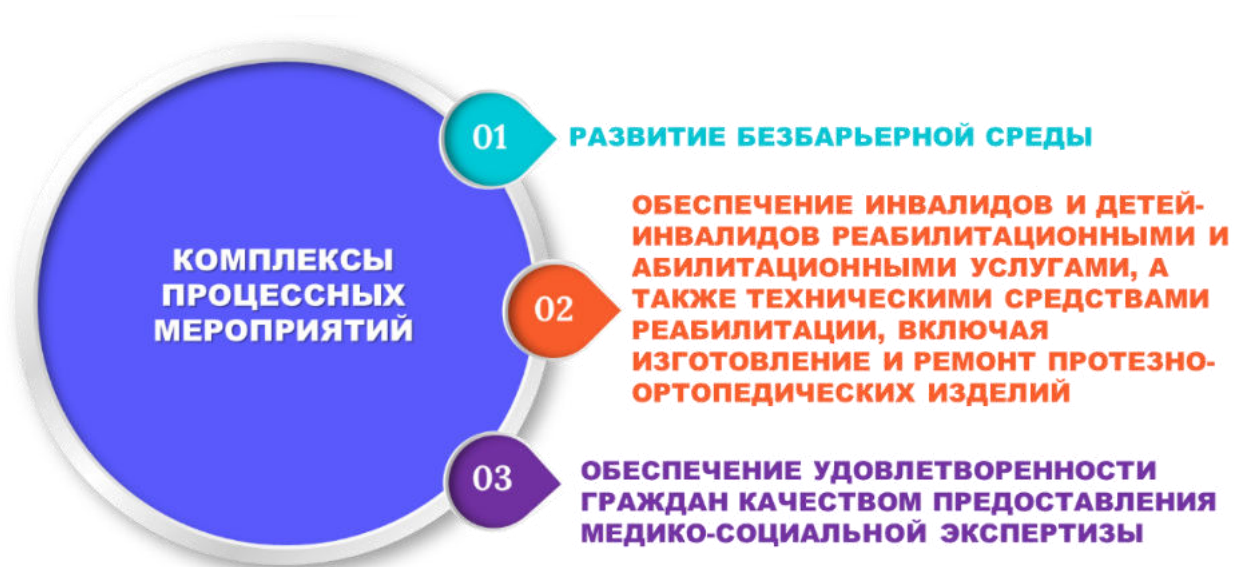 КОМПЛЕКСЫ
ПРОЦЕССНЫХ
МЕРОПРИЯТИЙ
01
РАЗВИТИЕ БЕЗБАРЬЕРНОЙ СРЕДЫ
02
ОБЕСПЕЧЕНИЕ ИНВАЛИДОВ И ДЕТЕЙ-
ИНВАЛИДОВ РЕАБИЛИТАЦИОННЫМИ И
АБИЛИТАЦИОННЫМИ УСЛУГАМИ, А
ТАКЖЕ ТЕХНИЧЕСКИМИ СРЕДСТВАМИ
РЕАБИЛИТАЦИИ, ВКЛЮЧАЯ
ИЗГОТОВЛЕНИЕ И РЕМОНТ ПРОТЕЗНО-
ОРТОПЕДИЧЕСКИХ ИЗДЕЛИЙ
03
ОБЕСПЕЧЕНИЕ УДОВЛЕТВОРЕННОСТИ
ГРАЖДАН КАЧЕСТВОМ ПРЕДОСТАВЛЕНИЯ
МЕДИКО-СОЦИАЛЬНОЙ ЭКСПЕРТИЗЫ